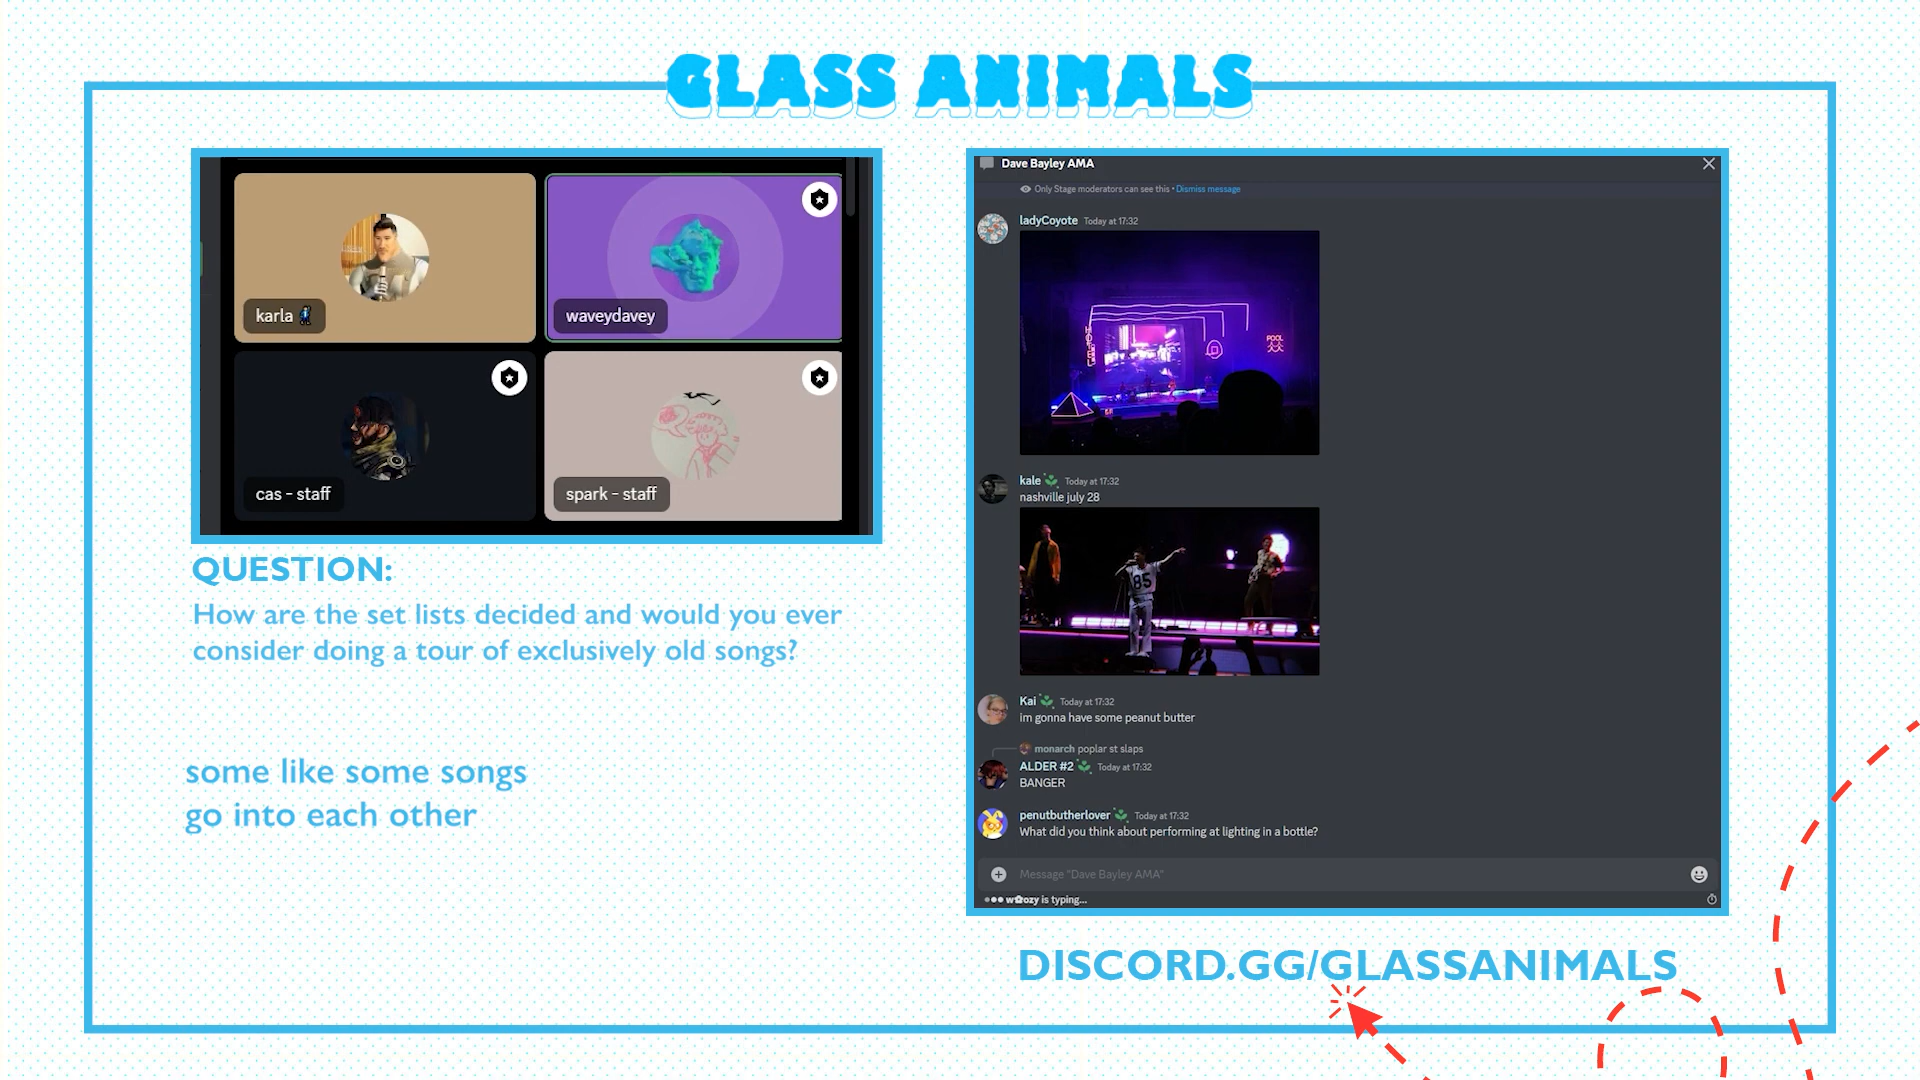 GLASS ANIMALS
karla
waveydavey
cas - staff
spark - staff
QUESTION:
How are the set lists decided and would you ever
consider doing a tour of exclusively old songs?
some like some songs
go into each other
Dave Bayley AMA
Only Stage moderators can see this • Dismiss message
ladyCoyote Today at 17:32
HOTEL
POOL
kale Today at 17:32
nashville july 28
85
Kai Today at 17:32
im gonna have some peanut butter
monarch poplar st slaps
ALDER #2 Today at 17:32
BANGER
penutbutherlover Today at 17:32
What did you think about performing at lighting in a bottle?
Message "Dave Bayley AMA"
is typing...
DISCORD.GG/GLASSANIMALS